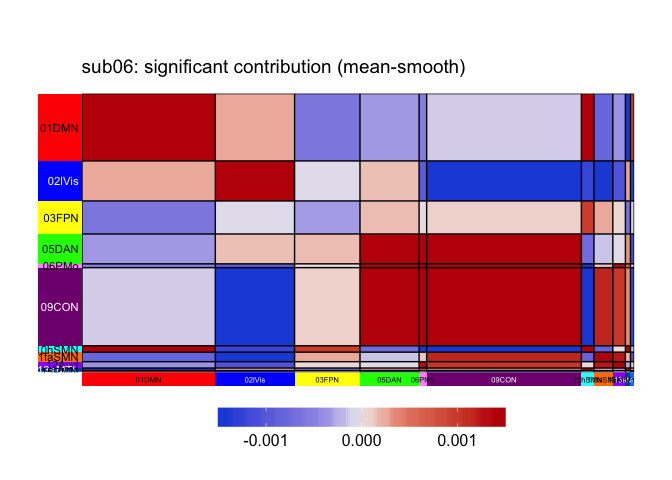 sub06: significant contribution (mean-smooth)
01DMN
02lVis
03FPN
05DAN
06PMo
09CON
01DMN
02lVis
03FPN
05DAN
06PMo
09CON
-0.001
0.000
0.001